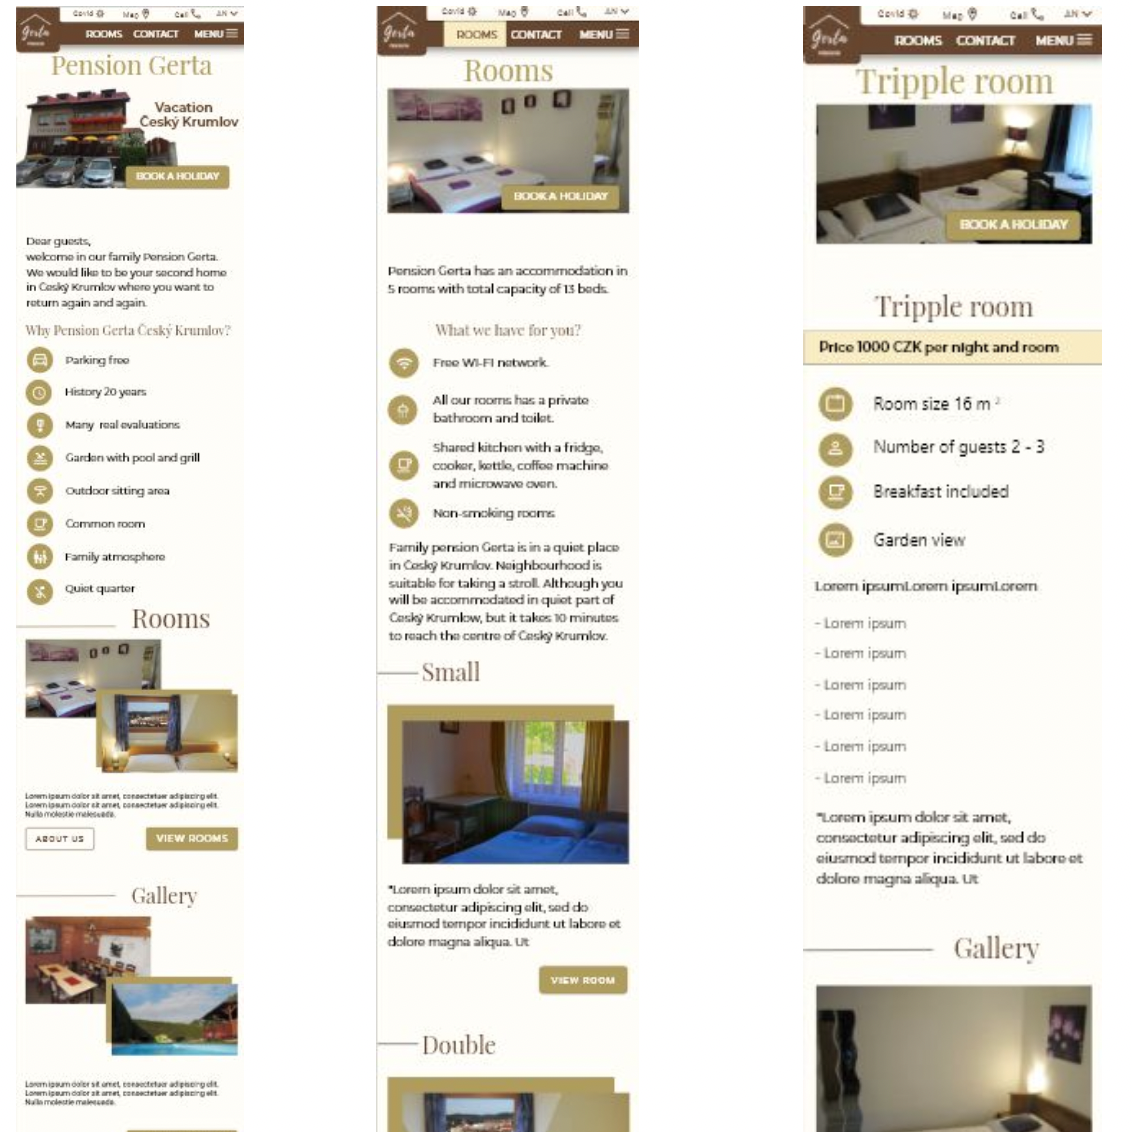 Covid Map Call AN
Gerta
ROOMS CONTACT MENU
Pension Gerta
Vacation
Český Krumlov
BOOK A HOLIDAY
Dear guests,
welcome in our family Pension Gerta.
We would like to be your second home
in Český Krumlov where you want to
return again and again.
Why Pension Gerta Český Krumlov?
Parking free
History 20 years
Many real evaluations
Garden with pool and grill
Outdoor sitting area
Common room
Family atmosphere
Quiet quarter
Rooms
Lorem ipsum dolor sit amet, consectetuer adipiscing elit.
Lorem ipsum dolor sit amet, consectetuer adipiscing elit.
Nulla molestie malesuada.
ABOUT US VIEW ROOMS
Gallery
Lorem ipsum dolor sit amet, consectetuer adipiscing elit.
Lorem ipsum dolor sit amet, consectetuer adipiscing elit.
Nulla molestie malesuada.
Covid Map Call AN
Gerta
ROOMS CONTACT MENU
Rooms
BOOK A HOLIDAY
Pension Gerta has an accommodation in
5 rooms with total capacity of 13 beds.
What we have for you?
Free WI-FI network.
All our rooms has a private
bathroom and toilet.
Shared kitchen with a fridge,
cooker, kettle, coffee machine
and microwave oven.
Non-smoking rooms
Family pension Gerta is in a quiet place
in Český Krumlov. Neighbourhood is
suitable for taking a stroll. Although you
will be accommodated in quiet part of
Český Krumlow, but it takes 10 minutes
to reach the centre of Český Krumlov.
Small
"Lorem ipsum dolor sit amet,
consectetur adipiscing elit, sed do
eiusmod tempor incididunt ut labore et
dolore magna aliqua. Ut
VIEW ROOM
Double
Covid Map Call AN
Gerta
ROOMS CONTACT MENU
Tripple room
BOOK A HOLIDAY
Tripple room
Price 1000 CZK per night and room
Room size 16 m 2
Number of guests 2 - 3
Breakfast included
Garden view
Lorem ipsumLorem ipsumLorem
- Lorem ipsum
- Lorem ipsum
- Lorem ipsum
- Lorem ipsum
- Lorem ipsum
- Lorem ipsum
"Lorem ipsum dolor sit amet,
consectetur adipiscing elit, sed do
eiusmod tempor incididunt ut labore et
dolore magna aliqua. Ut
Gallery